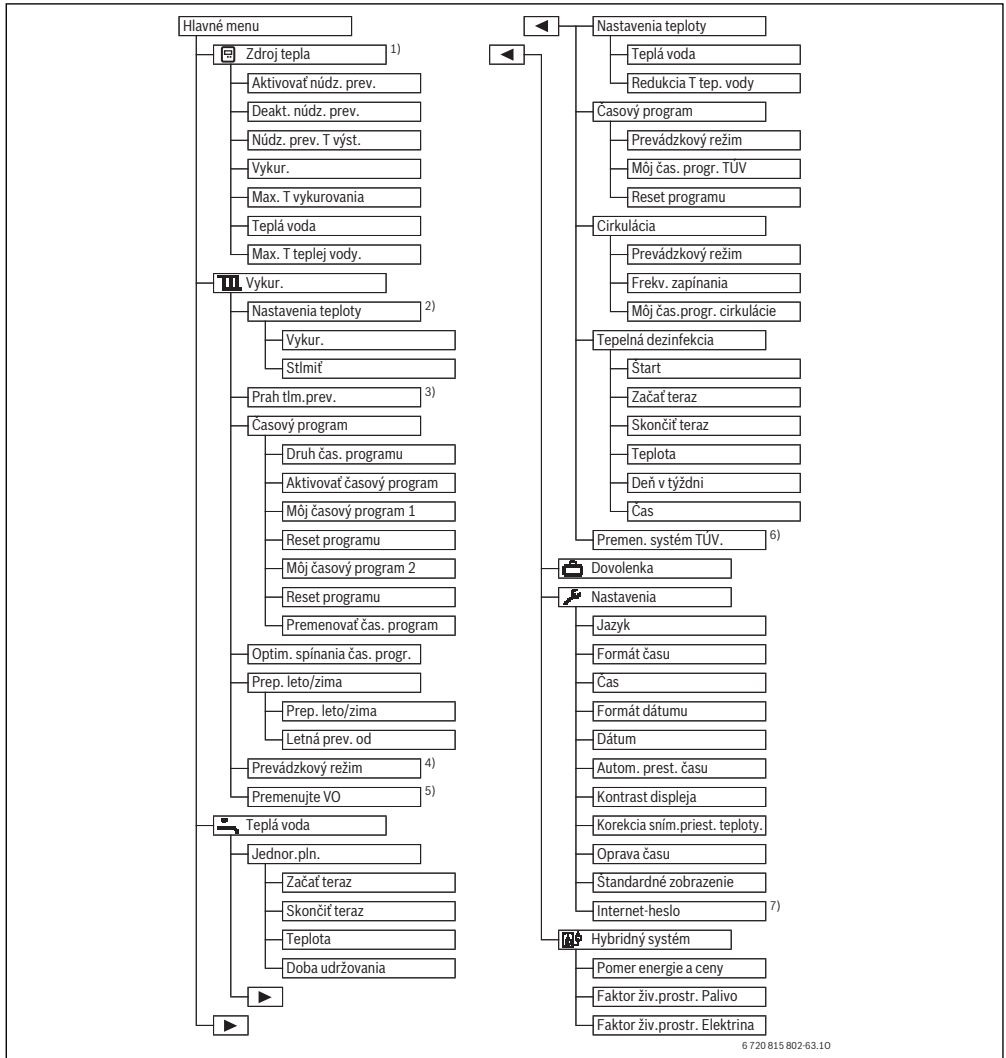 Hlavné menu
Zdroj tepla 1)
Aktivovať núdz. prev.
Deakt. núdz. prev.
Núdz. prev. T výst.
Vykur.
Max. T vykurovania
Teplá voda
Max. T teplej vody.
Vykur.
Nastavenia teploty 2)
Vykur.
Stlmiť
Prah tlm.prev. 3)
Časový program
Druh čas. programu
Aktivovať časový program
Môj časový program 1
Reset programu
Môj časový program 2
Reset programu
Premenovať čas. program
Optim. spínania čas. progr.
Prep. leto/zima
Prep. leto/zima
Letná prev. od
Prevádzkový režim 4)
Premenujte VO 5)
Teplá voda
Jednor.pln.
Začať teraz
Skončiť teraz
Teplota
Doba udržovania
Nastavenia teploty
Teplá voda
Redukcia T tep. vody
Časový program
Prevádzkový režim
Môj čas. progr. TÚV
Reset programu
Cirkulácia
Prevádzkový režim
Frekv. zapínania
Môj čas.progr. cirkulácie
Tepelná dezinfekcia
Štart
Začať teraz
Skončiť teraz
Teplota
Deň v týždni
Čas
Premen. systém TÚV. 6)
Dovolenka
Nastavenia
Jazyk
Formát času
Čas
Formát dátumu
Dátum
Autom. prest. času
Kontrast displeja
Korekcia sním.priest. teploty.
Oprava času
Štandardné zobrazenie
Internet-heslo 7)
Hybridný systém
Pomer energie a ceny
Faktor živ.prostr. Palivo
Faktor živ.prostr. Elektrina
6 720 815 802-63.1O